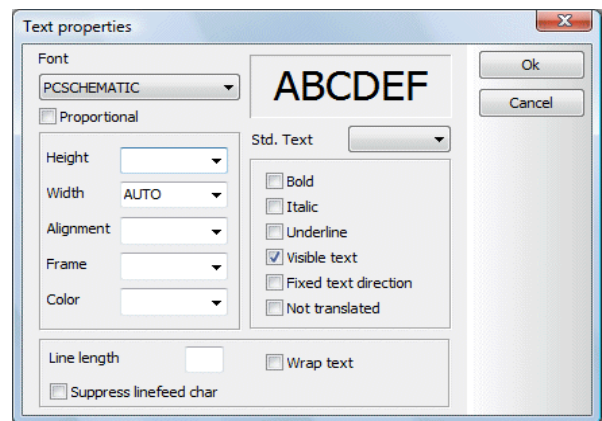 Text properties
Font
PCSCHEMATIC
Proportional
ABCDEF
Ok
Cancel
Std. Text
Height
Width AUTO
Alignment
Frame
Color
Bold
Italic
Underline
Visible text
Fixed text direction
Not translated
Line length
Wrap text
Suppress linefeed char